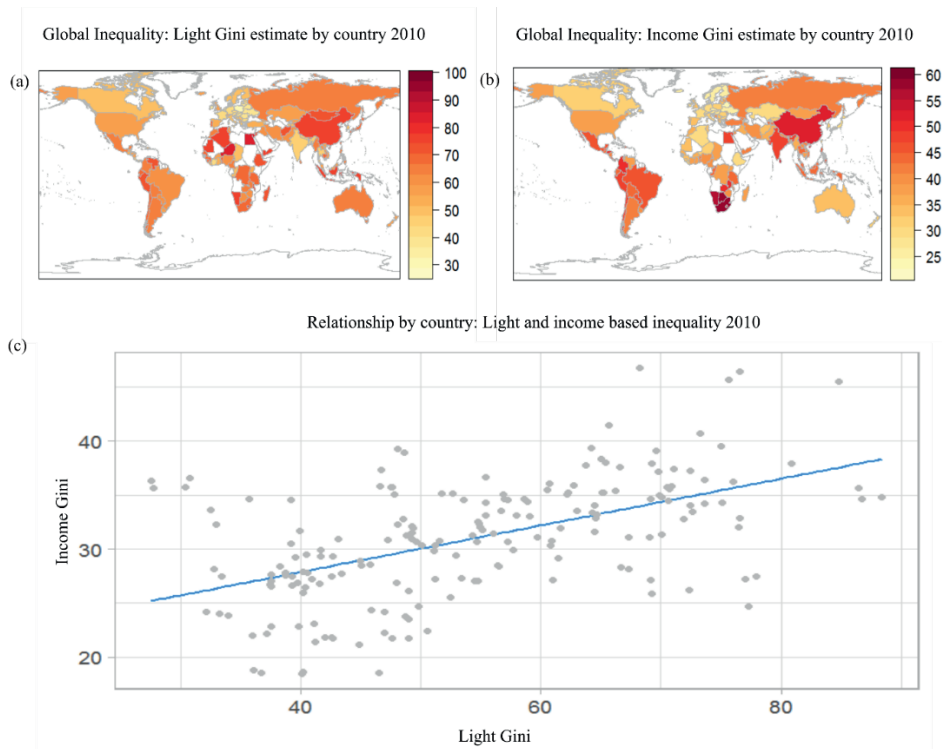 Global Inequality: Light Gini estimate by country 2010
(a)
100
90
80
70
60
50
40
30
Global Inequality: Income Gini estimate by country 2010
(b)
60
55
50
45
40
35
30
25
Relationship by country: Light and income based inequality 2010
(c)
Income Gini
40
30
20
40 60 80
Light Gini